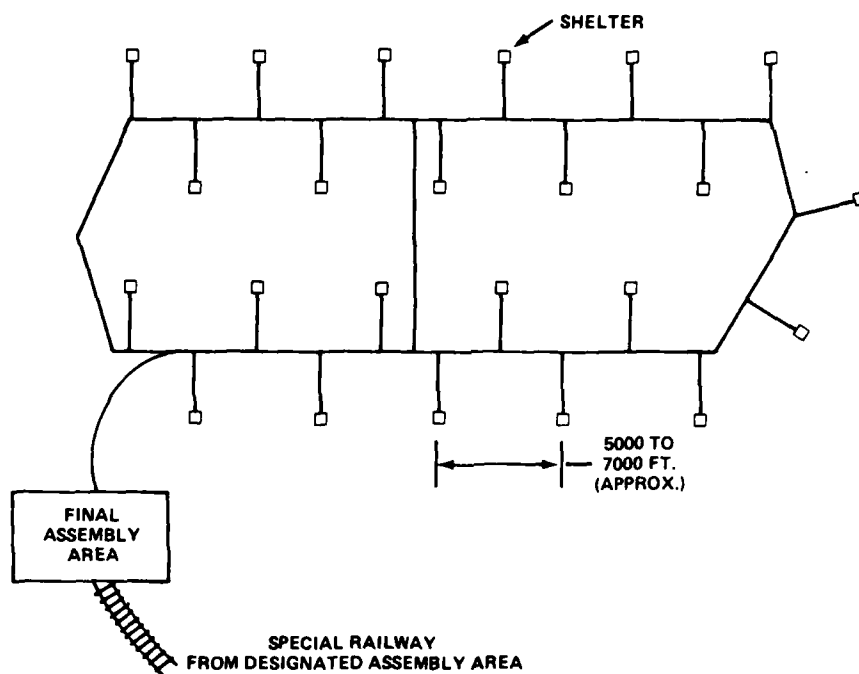 SHELTER
5000 TO
7000 FT.
(APPROX.)
FINAL
ASSEMBLY
AREA
SPECIAL RAILWAY
FROM DESIGNATED ASSEMBLY AREA